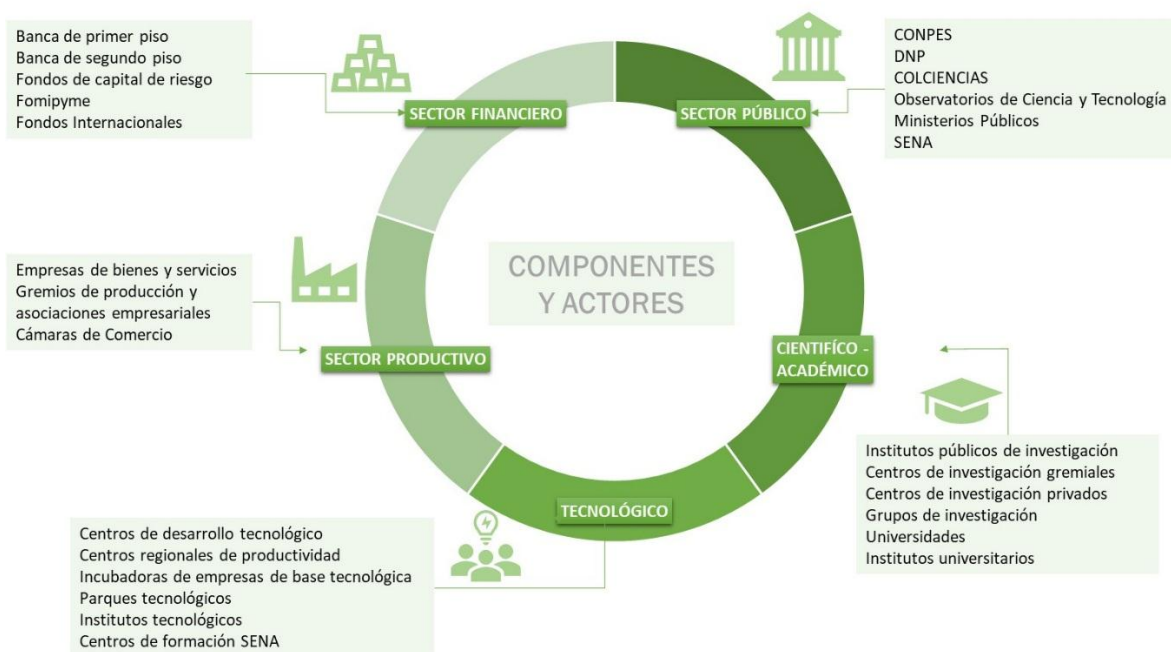 Banca de primer piso
Banca de segundo piso
Fondos de capital de riesgo
Fomipyme
Fondos Internacionales
SECTOR FINANCIERO
SECTOR PÚBLICO
CONPES
DNP
COLCIENCIAS
Observatorios de Ciencia y Tecnología
Ministerios Públicos
SENA
COMPONENTES
Y ACTORES
Empresas de bienes y servicios
Gremios de producción y
asociaciones empresariales
Cámaras de Comercio
SECTOR PRODUCTIVO
CIENTIFÍCO -
ACADÉMICO
Institutos públicos de investigación
Centros de investigación gremiales
Centros de investigación privados
Grupos de investigación
Universidades
Institutos universitarios
TECNOLÓGICO
Centros de desarrollo tecnológico
Centros regionales de productividad
Incubadoras de empresas de base tecnológica
Parques tecnológicos
Institutos tecnológicos
Centros de formación SENA